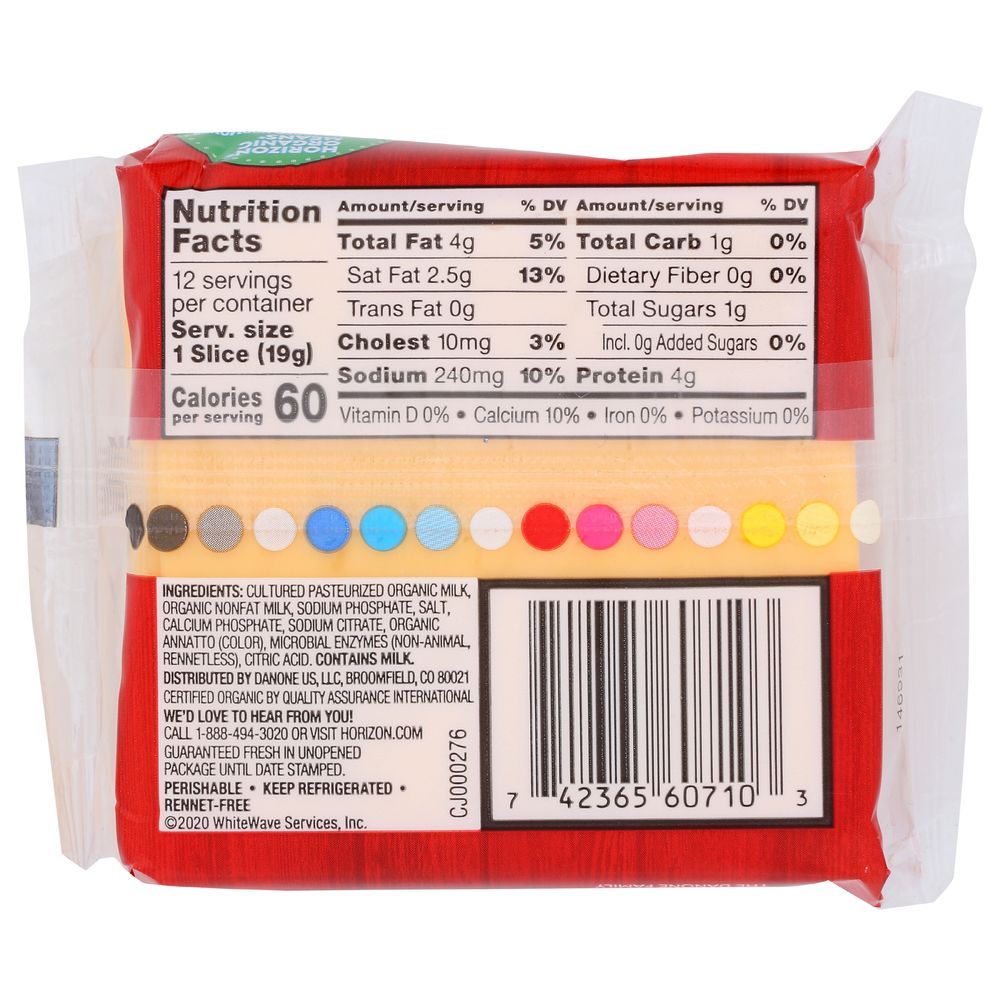 HORIZON
ORGANIC
Nutrition
Facts
12 servings
per container
Serv. size
1 Slice (19g)
Calories
per serving 60
Amount/serving % DV
Total Fat 4g 5%
Sat Fat 2.5g 13%
Trans Fat 0g
Cholest 10mg 3%
Sodium 240mg 10%
Amount/serving % DV
Total Carb 1g 0%
Dietary Fiber 0g 0%
Total Sugars 1g
Incl. 0g Added Sugars 0%
Protein 4g
Vitamin D 0% • Calcium 10% • Iron 0% • Potassium 0%
INGREDIENTS: CULTURED PASTEURIZED ORGANIC MILK,
ORGANIC NONFAT MILK, SODIUM PHOSPHATE, SALT,
CALCIUM PHOSPHATE, SODIUM CITRATE, ORGANIC
ANNATTO (COLOR), MICROBIAL ENZYMES (NON-ANIMAL,
RENNETLESS), CITRIC ACID. CONTAINS MILK.
DISTRIBUTED BY DANONE US, LLC, BROOMFIELD, CO 80021
CERTIFIED ORGANIC BY QUALITY ASSURANCE INTERNATIONAL
WE'D LOVE TO HEAR FROM YOU!
CALL 1-888-494-3020 OR VISIT HORIZON.COM
GUARANTEED FRESH IN UNOPENED
PACKAGE UNTIL DATE STAMPED.
PERISHABLE • KEEP REFRIGERATED •
RENNET-FREE
©2020 WhiteWave Services, Inc.
CJ000276
7 42365 60710 3
146931
THE DANONE FAMILY